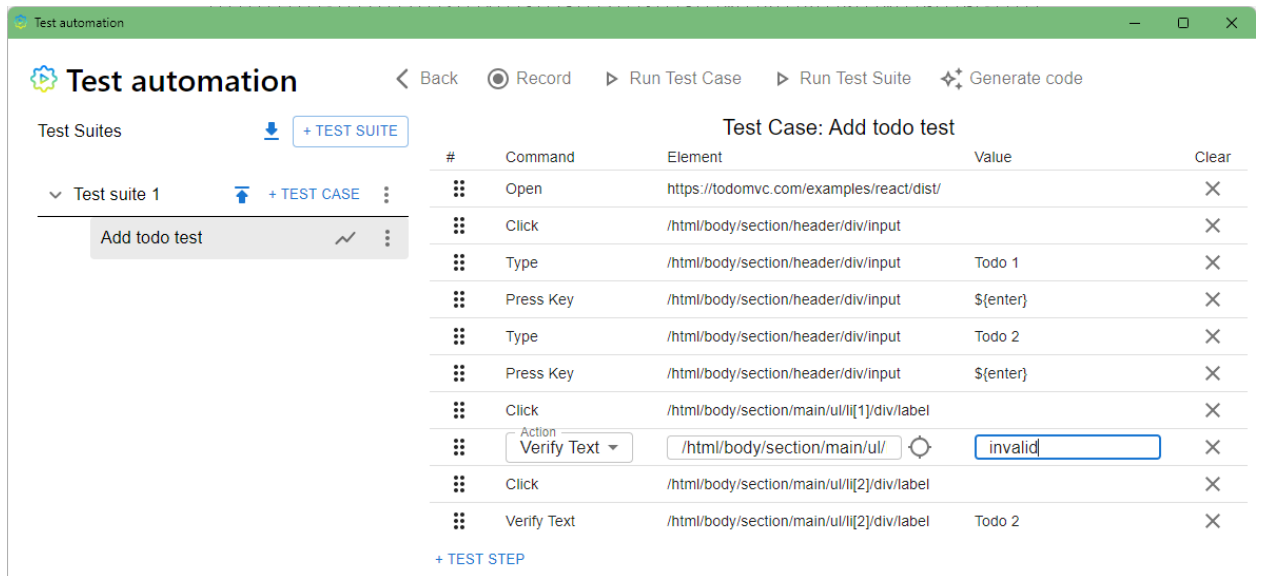 Test automation
Test automation
Back Record Run Test Case Run Test Suite Generate code
Test Suites + TEST SUITE
Test suite 1 + TEST CASE
Add todo test
Test Case: Add todo test
# Command Element Value Clear
Open https://todomvc.com/examples/react/dist/
Click /html/body/section/header/div/input
Type /html/body/section/header/div/input Todo 1
Press Key /html/body/section/header/div/input ${enter}
Type /html/body/section/header/div/input Todo 2
Press Key /html/body/section/header/div/input ${enter}
Click /html/body/section/main/ul/li[1]/div/label
Action
Verify Text /html/body/section/main/ul/ invalid
Click /html/body/section/main/ul/li[2]/div/label
Verify Text /html/body/section/main/ul/li[2]/div/label Todo 2
+ TEST STEP